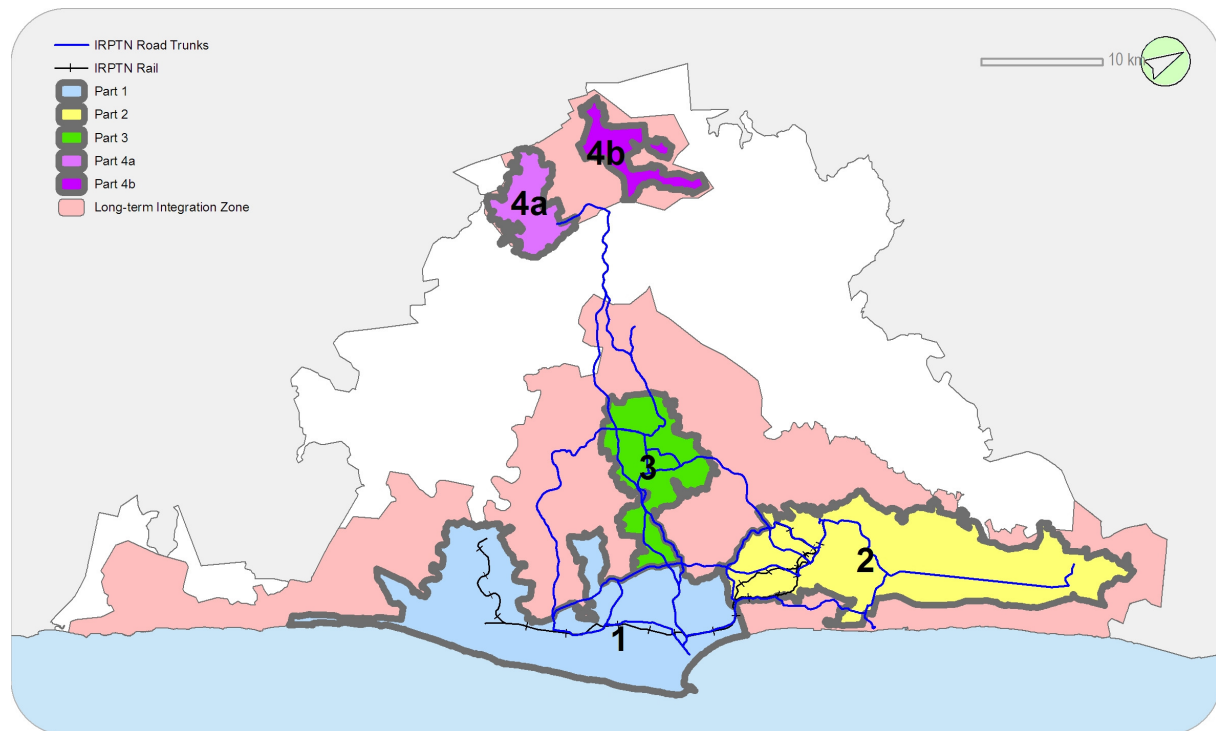 IRPTN Road Trunks
IRPTN Rail
Part 1
Part 2
Part 3
Part 4a
Part 4b
Long-term Integration Zone
10 km
4b
4a
3
2
1